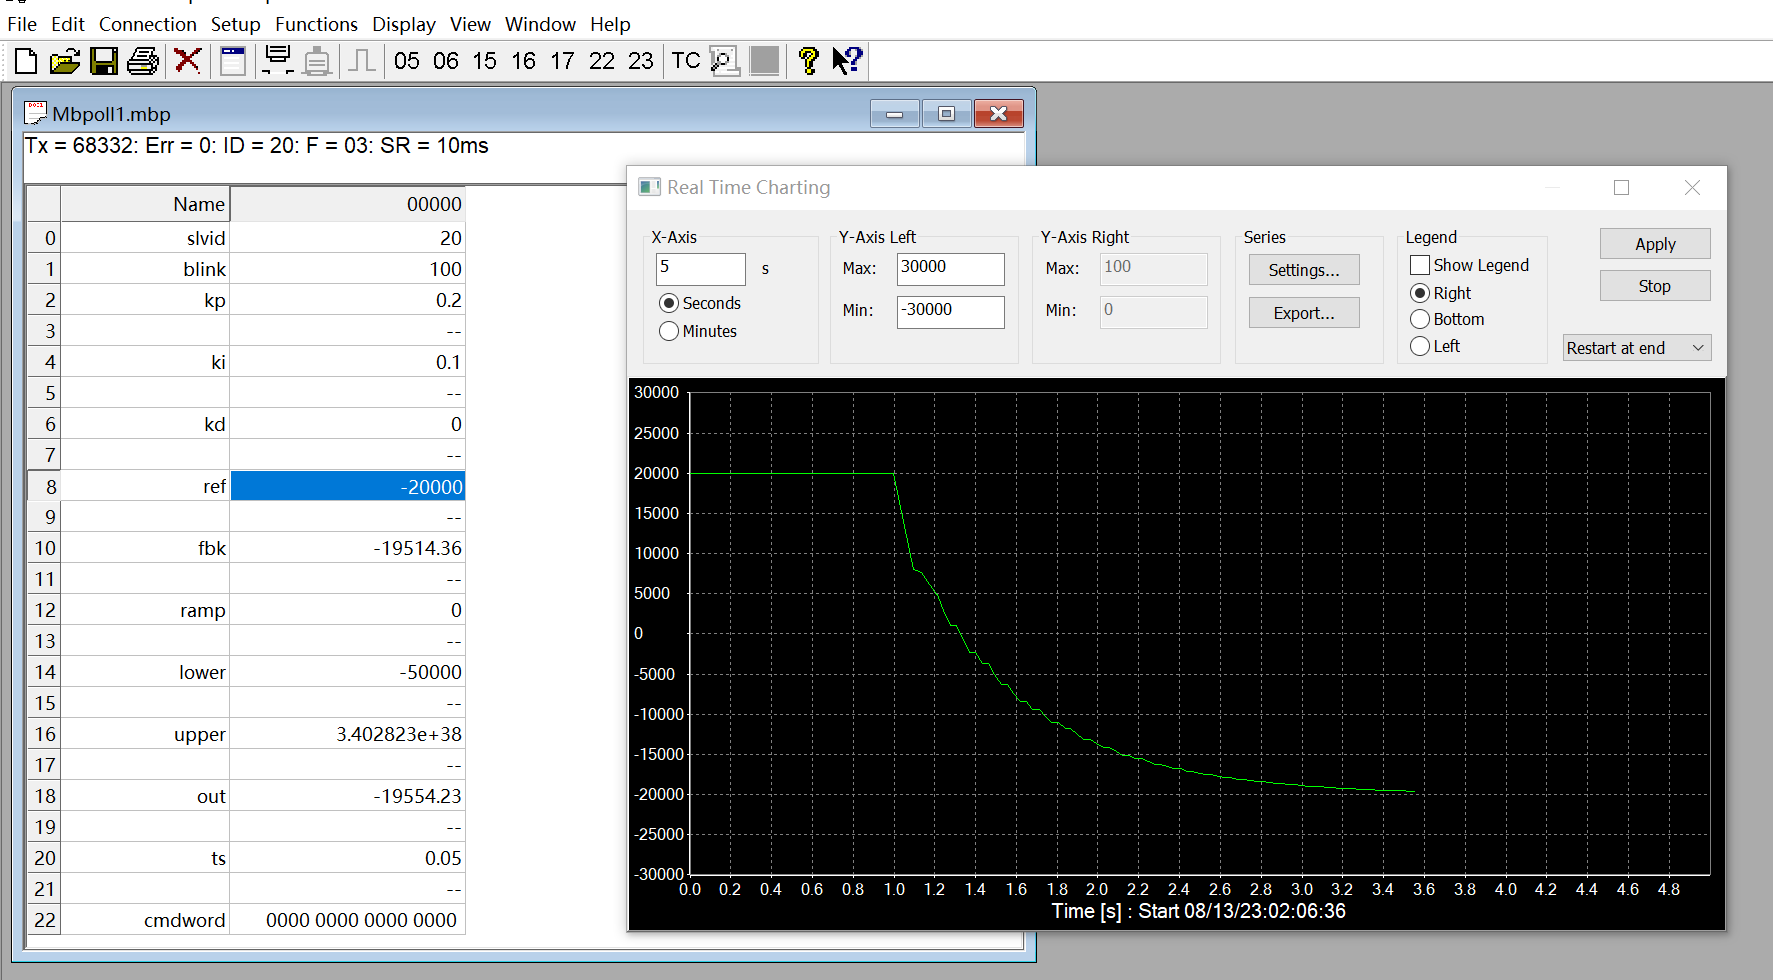 File Edit Connection Setup Functions Display View Window Help
05 06 15 16 17 22 23 TC
Mbpoll1.mbp
Tx = 68332: Err = 0: ID = 20: F = 03: SR = 10ms
Name 00000
0 slvid 20
1 blink 100
2 kp 0.2
3 --
4 ki 0.1
5 --
6 kd 0
7 --
8 ref -20000
9 --
10 fbk -19514.36
11 --
12 ramp 0
13 --
14 lower -50000
15 --
16 upper 3.402823e+38
17 --
18 out -19554.23
19 --
20 ts 0.05
21 --
22 cmdword 0000 0000 0000 0000
Real Time Charting
X-Axis
5 s
Seconds
Minutes
Y-Axis Left
Max: 30000
Min: -30000
Y-Axis Right
Max: 100
Min: 0
Series
Settings...
Export...
Legend
Show Legend
Right
Bottom
Left
Apply
Stop
Restart at end
30000
25000
20000
15000
10000
5000
0
-5000
-10000
-15000
-20000
-25000
-30000
0.0 0.2 0.4 0.6 0.8 1.0 1.2 1.4 1.6 1.8 2.0 2.2 2.4 2.6 2.8 3.0 3.2 3.4 3.6 3.8 4.0 4.2 4.4 4.6 4.8
Time [s] : Start 08/13/23:02:06:36